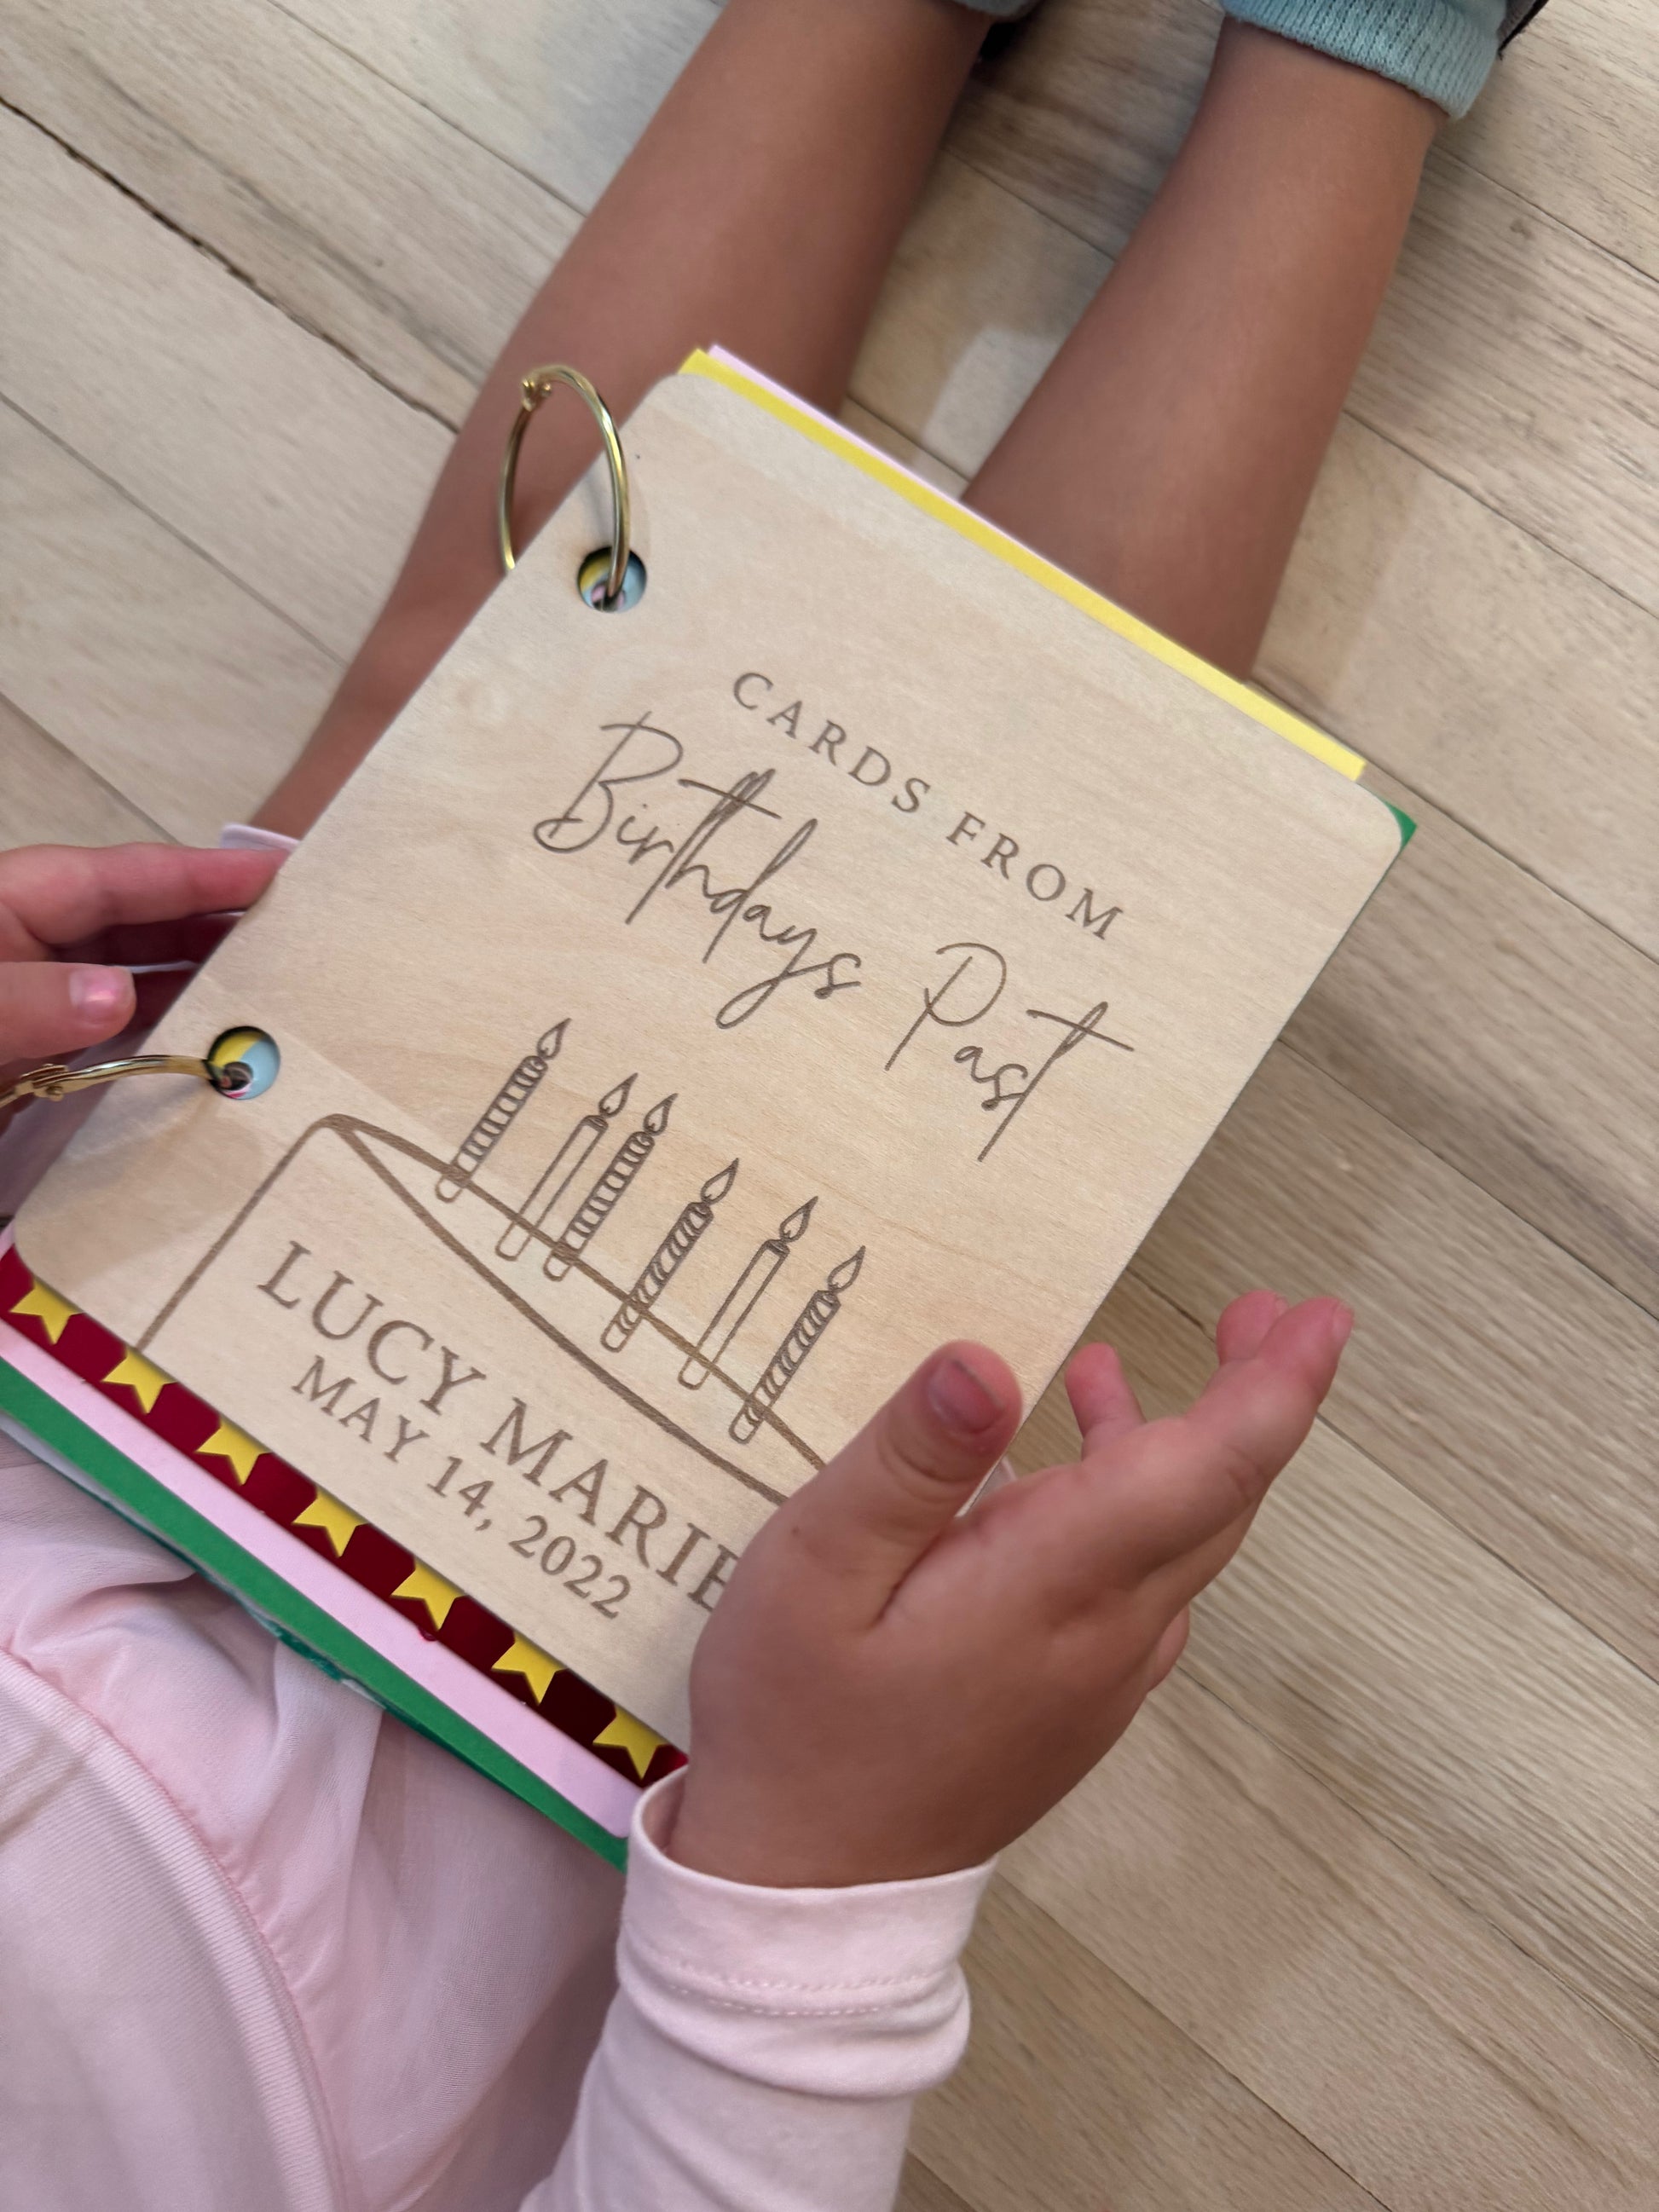 CARDS FROM
Birthdays Past
LUCY MARIE
MAY 14, 2022